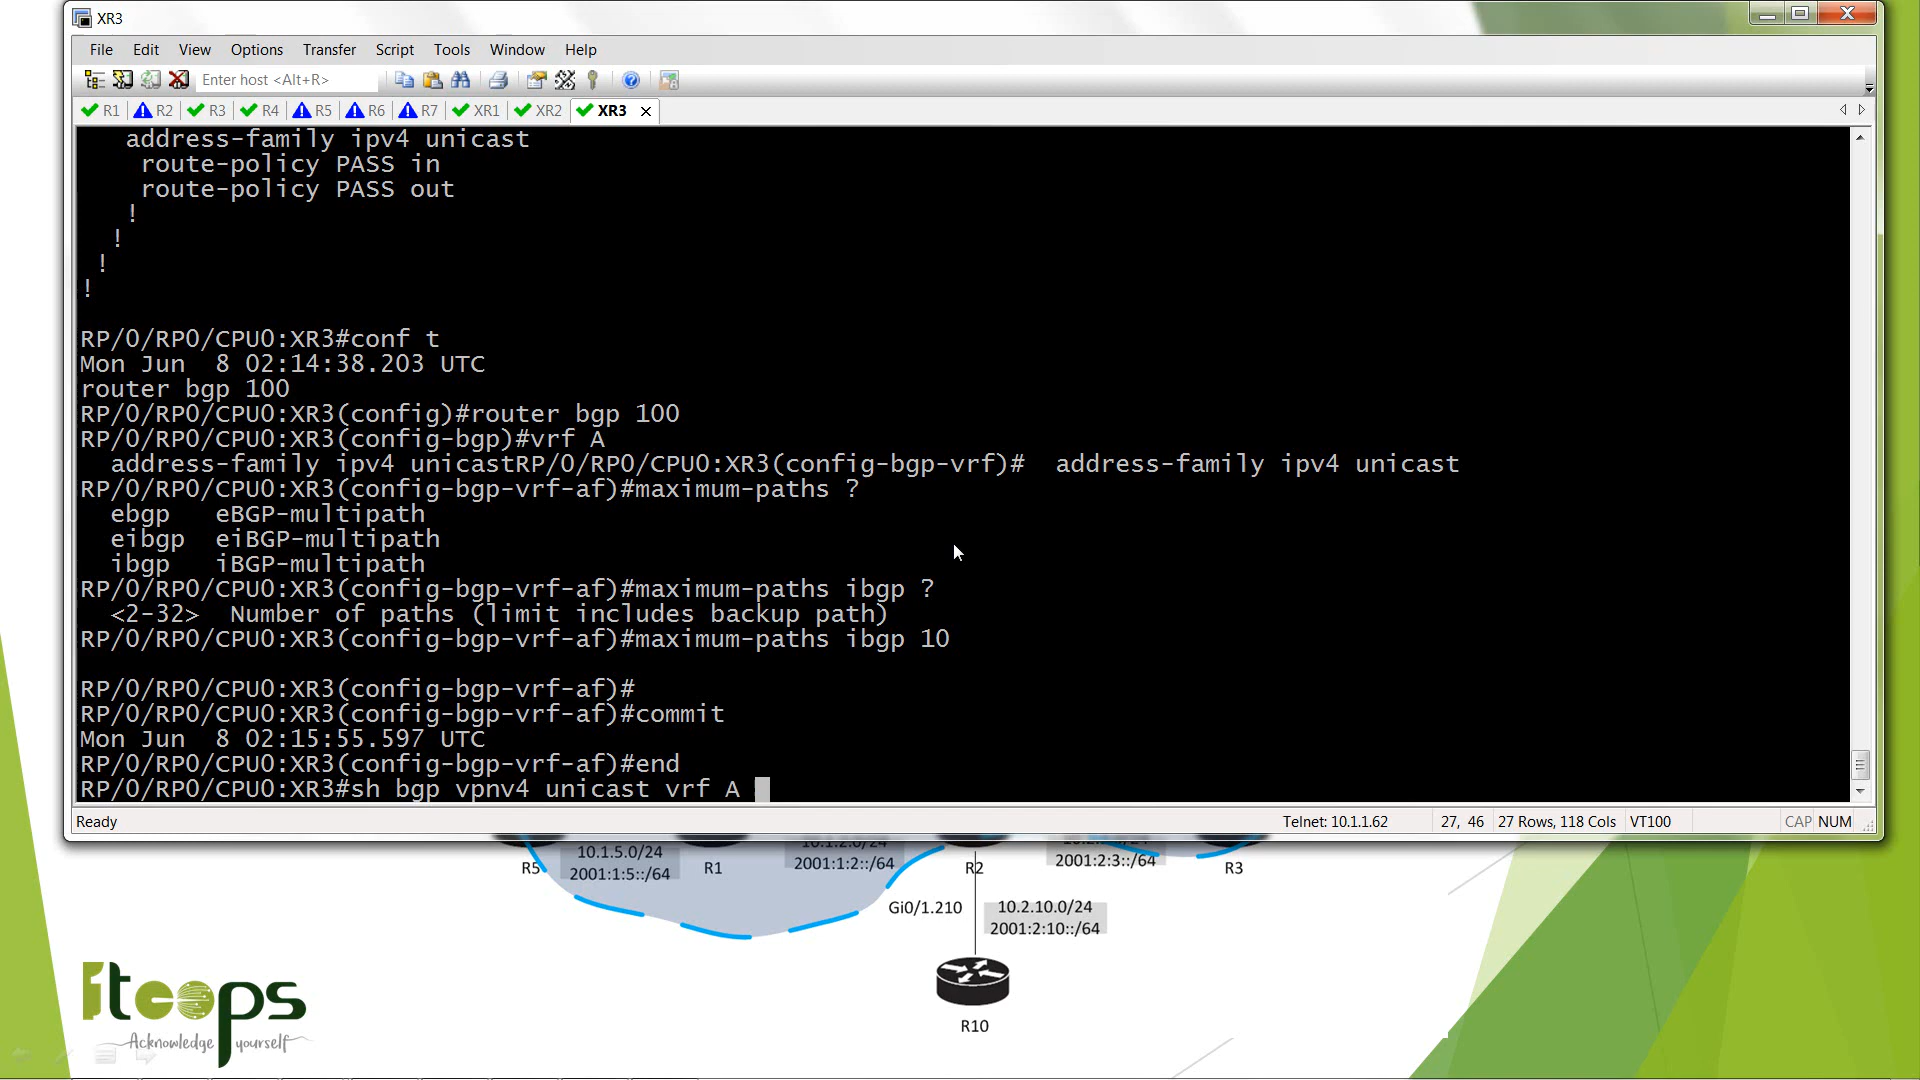 XR3
File Edit View Options Transfer Script Tools Window Help
Enter host <Alt+R>
R1 R2 R3 R4 R5 R6 R7 XR1 XR2 XR3
address-family ipv4 unicast
route-policy PASS in
route-policy PASS out
!
!
!
!
RP/0/RP0/CPU0:XR3#conf t
Mon Jun  8 02:14:38.203 UTC
router bgp 100
RP/0/RP0/CPU0:XR3(config)#router bgp 100
RP/0/RP0/CPU0:XR3(config-bgp)#vrf A
address-family ipv4 unicastRP/0/RP0/CPU0:XR3(config-bgp-vrf)#  address-family ipv4 unicast
RP/0/RP0/CPU0:XR3(config-bgp-vrf-af)#maximum-paths ?
ebgp   eBGP-multipath
eibgp  eiBGP-multipath
ibgp   iBGP-multipath
RP/0/RP0/CPU0:XR3(config-bgp-vrf-af)#maximum-paths ibgp ?
<2-32>  Number of paths (limit includes backup path)
RP/0/RP0/CPU0:XR3(config-bgp-vrf-af)#maximum-paths ibgp 10
RP/0/RP0/CPU0:XR3(config-bgp-vrf-af)#
RP/0/RP0/CPU0:XR3(config-bgp-vrf-af)#commit
Mon Jun  8 02:15:55.597 UTC
RP/0/RP0/CPU0:XR3(config-bgp-vrf-af)#end
RP/0/RP0/CPU0:XR3#sh bgp vpnv4 unicast vrf A
Ready Telnet: 10.1.1.62 27, 46 27 Rows, 118 Cols VT100 CAP NUM
10.1.5.0/24 10.1.2.0/24
R5 2001:1:5::/64 R1 2001:1:2::/64 R2 2001:2:3::/64 R3
Gi0/1.210 10.2.10.0/24
2001:2:10::/64
R10
1tcops
Acknowledge yourself